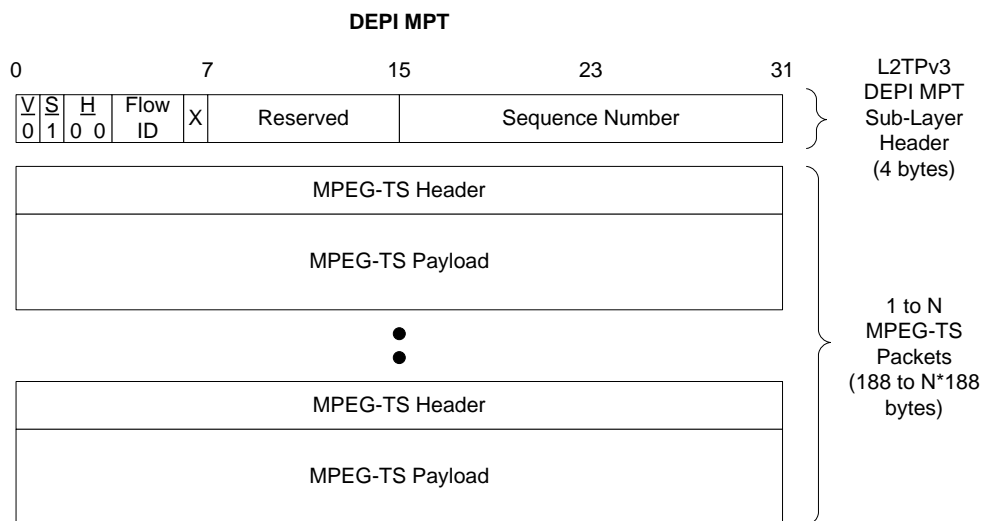 DEPI MPT
0 7 15 23 31
V S H Flow ID X Reserved Sequence Number
0 1 0 0
L2TPv3
DEPI MPT
Sub-Layer
Header
(4 bytes)
MPEG-TS Header
MPEG-TS Payload
1 to N
MPEG-TS
Packets
(188 to N*188
bytes)
MPEG-TS Header
MPEG-TS Payload